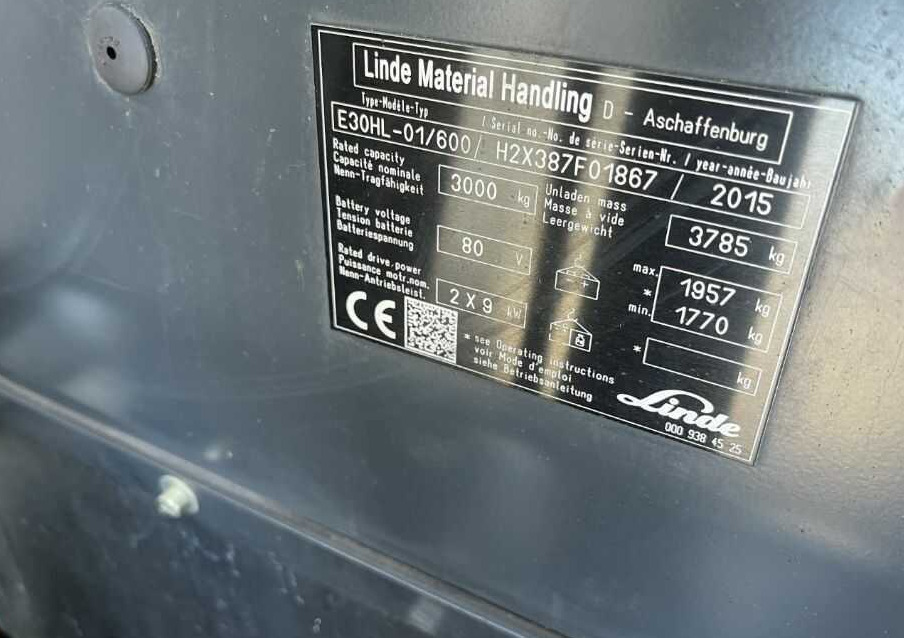 Linde Material Handling D - Aschaffenburg
Type-Modèle-Typ / Serial no.-No. de série-Serien-Nr. / year-année-Baujahr
E30HL-01/600 / H2X387F01867 / 2015
Rated capacity
Capacité nominale
Nenn-Tragfähigkeit
3000 kg
Unladen mass
Masse à vide
Leergewicht
3785 kg
Battery voltage
Tension batterie
Batteriespannung
80 V
max. 1957 kg
*
min. 1770 kg
Rated drive power
Puissance motr.nom.
Nenn-Antriebsleist.
2 X 9 kW
* kg
CE
* see Operating instructions
voir Mode d'emploi
siehe Betriebsanleitung
Linde
000 938 45 25